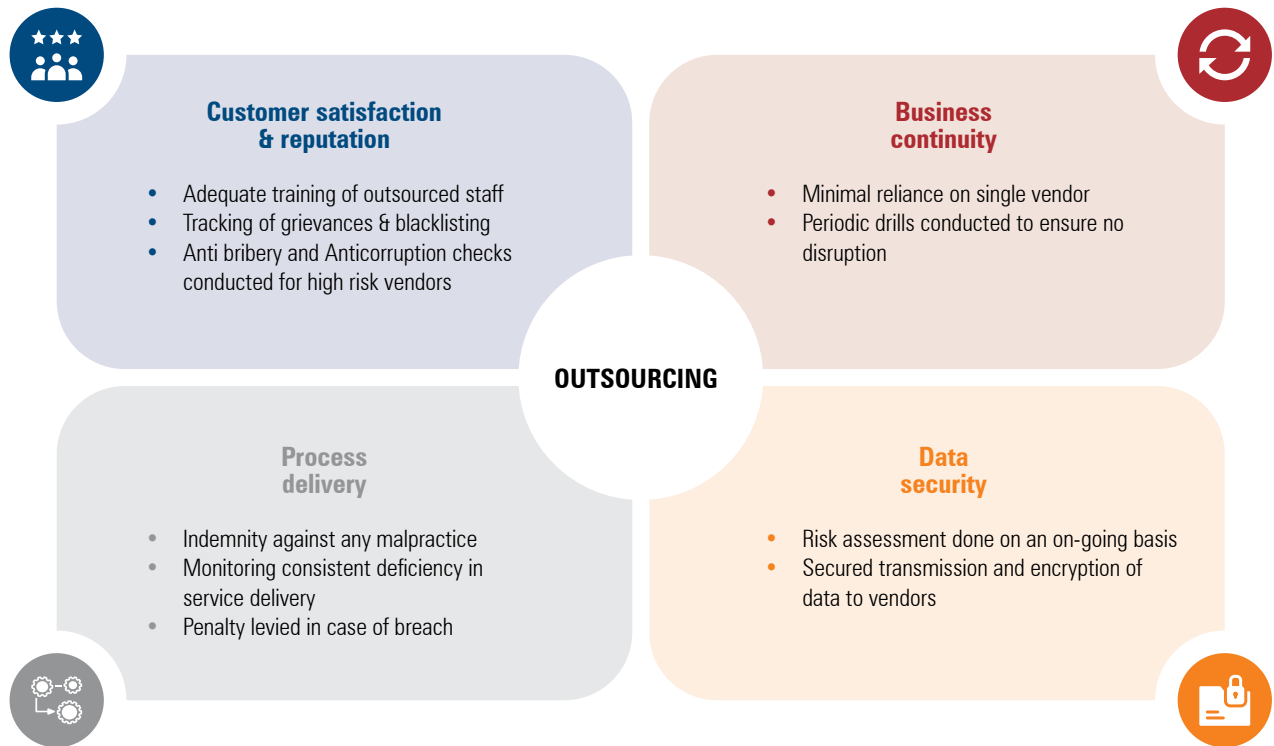 Customer satisfaction
& reputation
• Adequate training of outsourced staff
• Tracking of grievances & blacklisting
• Anti bribery and Anticorruption checks
conducted for high risk vendors
Business
continuity
• Minimal reliance on single vendor
• Periodic drills conducted to ensure no
disruption
OUTSOURCING
Process
delivery
• Indemnity against any malpractice
• Monitoring consistent deficiency in
service delivery
• Penalty levied in case of breach
Data
security
• Risk assessment done on an on-going basis
• Secured transmission and encryption of
data to vendors